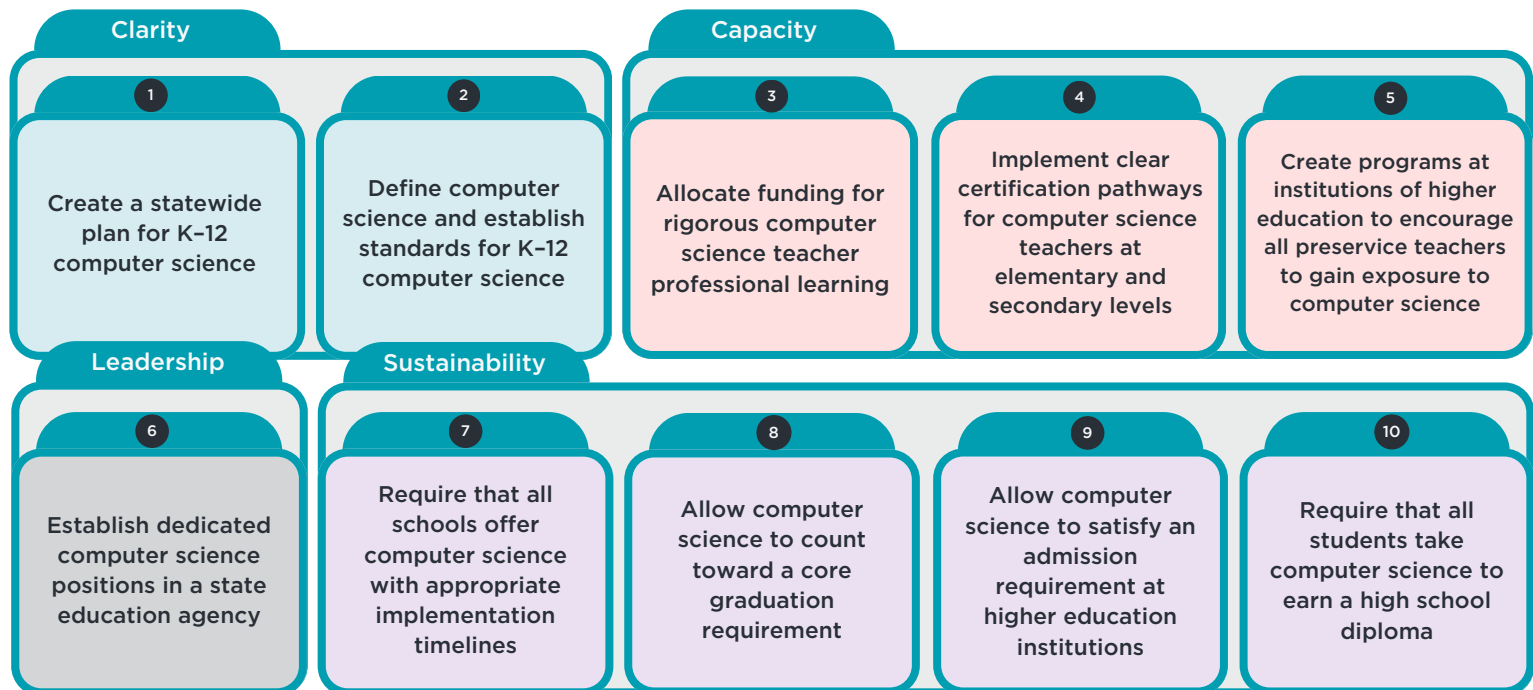 Clarity
1
Create a statewide
plan for K–12
computer science
2
Define computer
science and establish
standards for K–12
computer science
Capacity
3
Allocate funding for
rigorous computer
science teacher
professional learning
4
Implement clear
certification pathways
for computer science
teachers at
elementary and
secondary levels
5
Create programs at
institutions of higher
education to encourage
all preservice teachers
to gain exposure to
computer science
Leadership
6
Establish dedicated
computer science
positions in a state
education agency
Sustainability
7
Require that all
schools offer
computer science
with appropriate
implementation
timelines
8
Allow computer
science to count
toward a core
graduation
requirement
9
Allow computer
science to satisfy an
admission
requirement at
higher education
institutions
10
Require that all
students take
computer science to
earn a high school
diploma